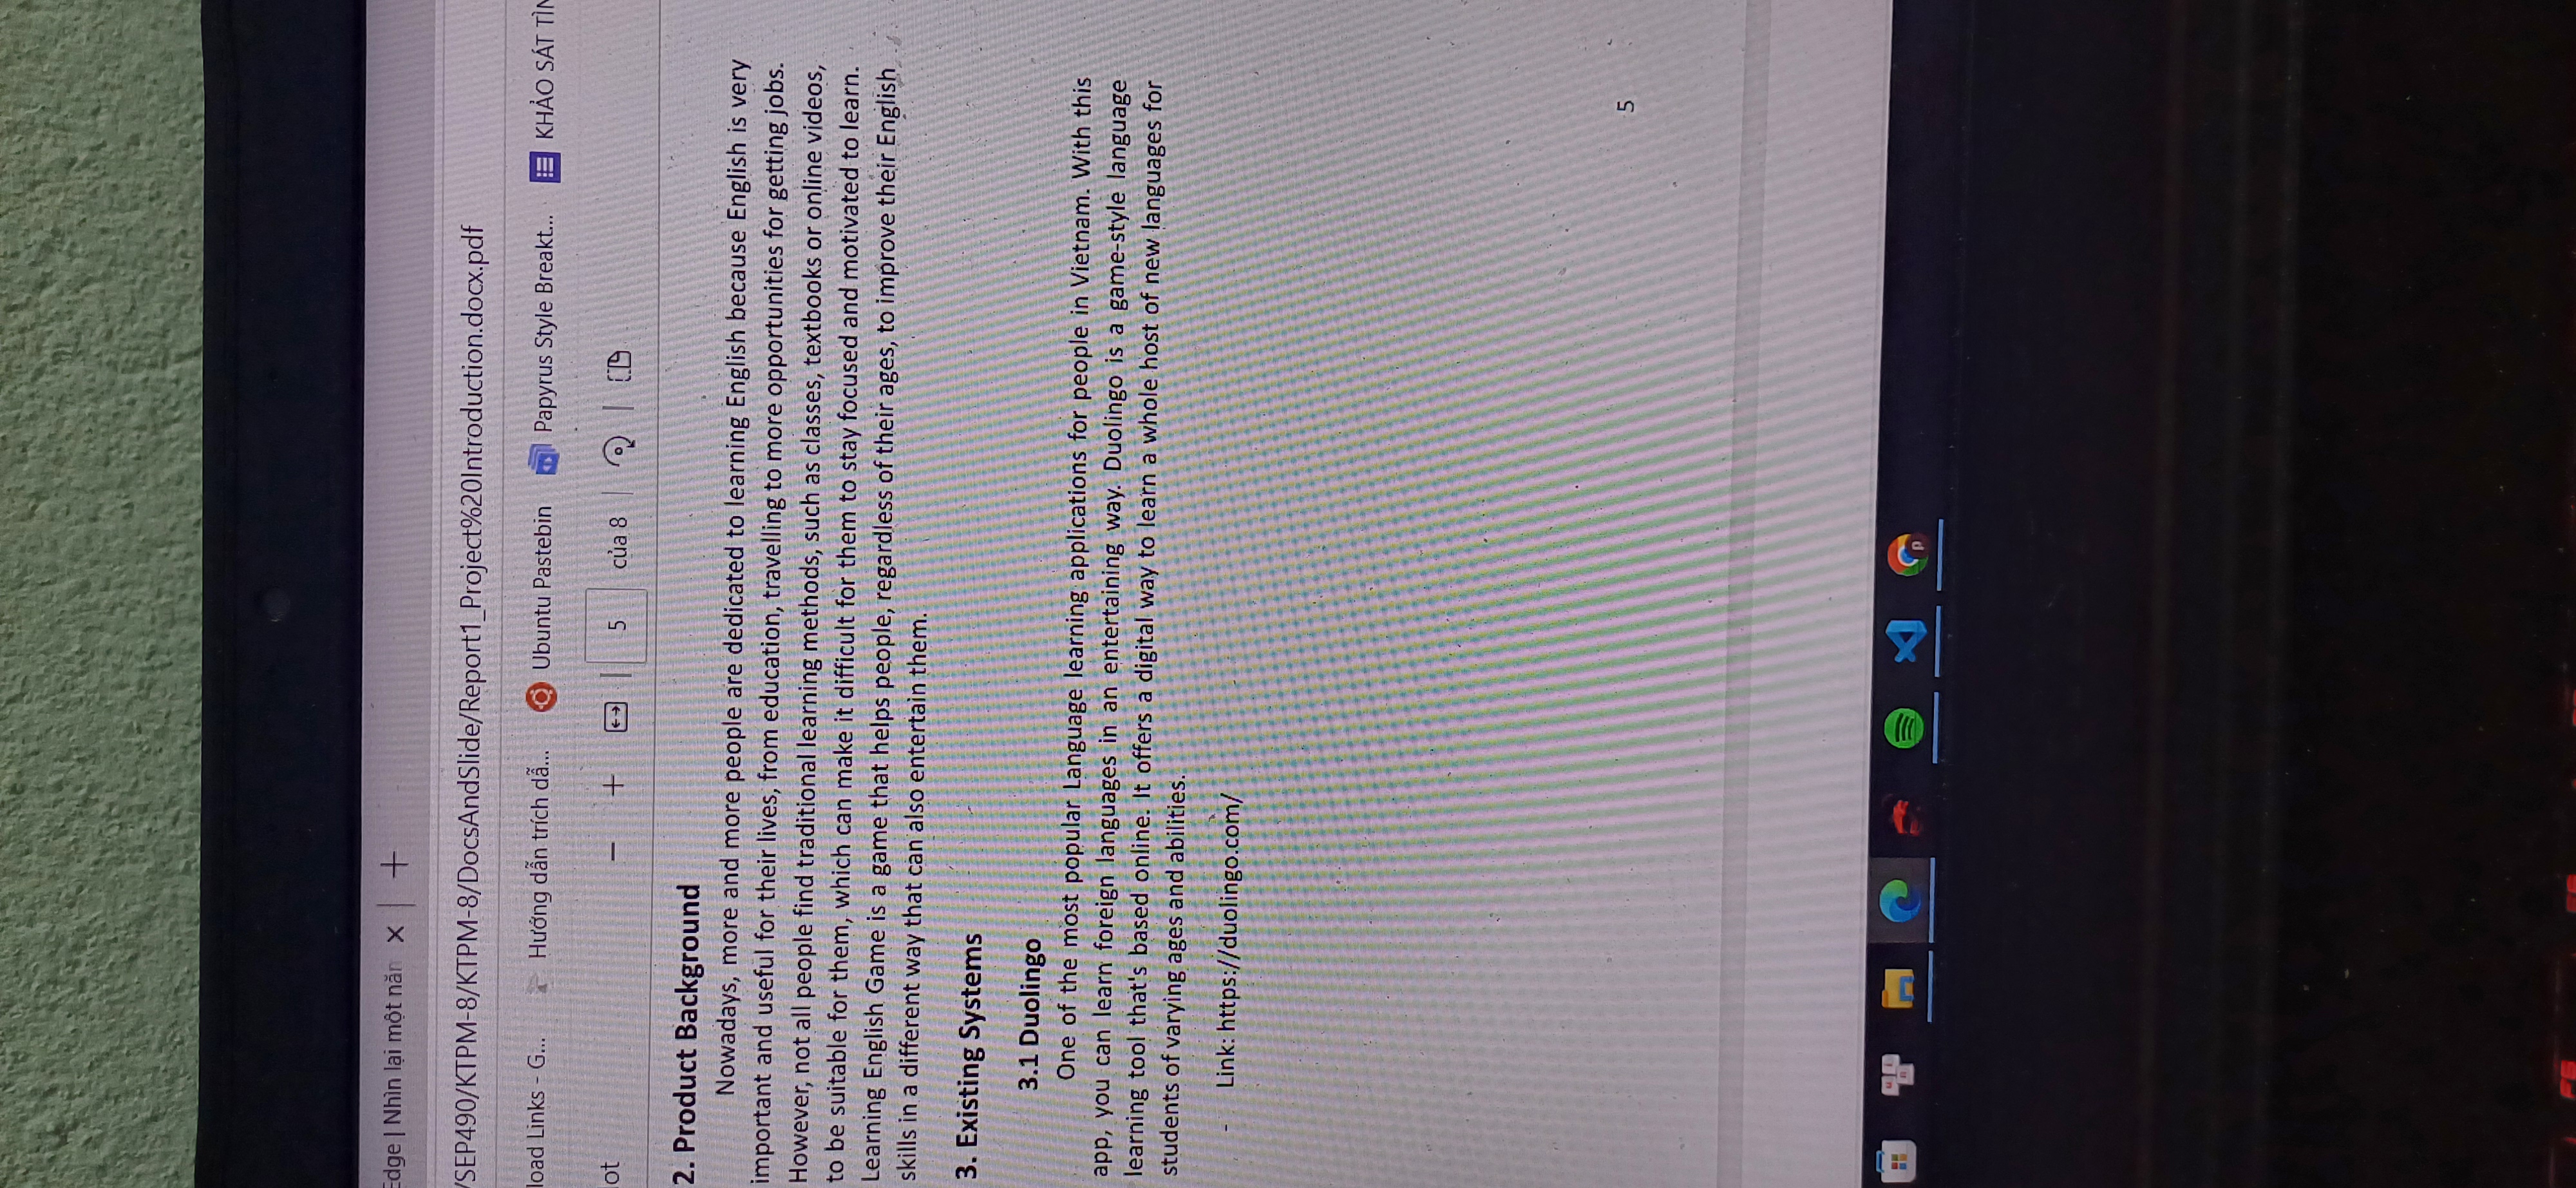 Edge | Nhìn lại một năm
/SEP490/KTPM-8/KTPM-8/DocsAndSlide/Report1_Project%20Introduction.docx.pdf
load Links - G...
Hướng dẫn trích dẫ...
Ubuntu Pastebin
Papyrus Style Breakt...
KHẢO SÁT TÌN
ot
5
của 8
2. Product Background
Nowadays, more and more people are dedicated to learning English because English is very
important and useful for their lives, from education, travelling to more opportunities for getting jobs.
However, not all people find traditional learning methods, such as classes, textbooks or online videos,
to be suitable for them, which can make it difficult for them to stay focused and motivated to learn.
Learning English Game is a game that helps people, regardless of their ages, to improve their English
skills in a different way that can also entertain them.
3. Existing Systems
3.1 Duolingo
One of the most popular Language learning applications for people in Vietnam. With this
app, you can learn foreign languages in an entertaining way. Duolingo is a game-style language
learning tool that's based online. It offers a digital way to learn a whole host of new languages for
students of varying ages and abilities.
- Link: https://duolingo.com/
5